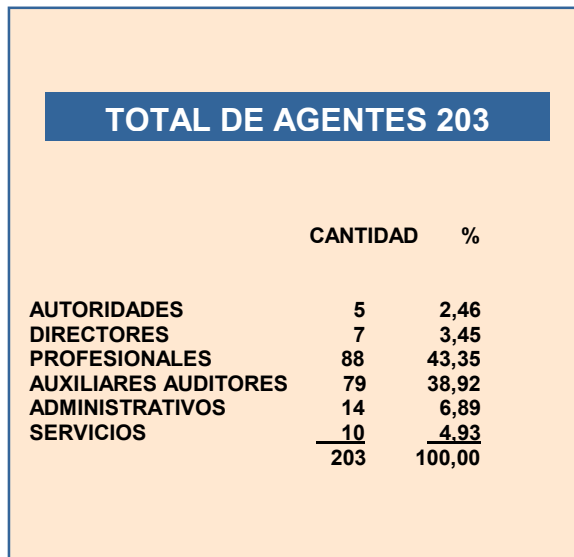 TOTAL DE AGENTES 203
CANTIDAD %
AUTORIDADES 5 2,46
DIRECTORES 7 3,45
PROFESIONALES 88 43,35
AUXILIARES AUDITORES 79 38,92
ADMINISTRATIVOS 14 6,89
SERVICIOS 10 4,93
203 100,00